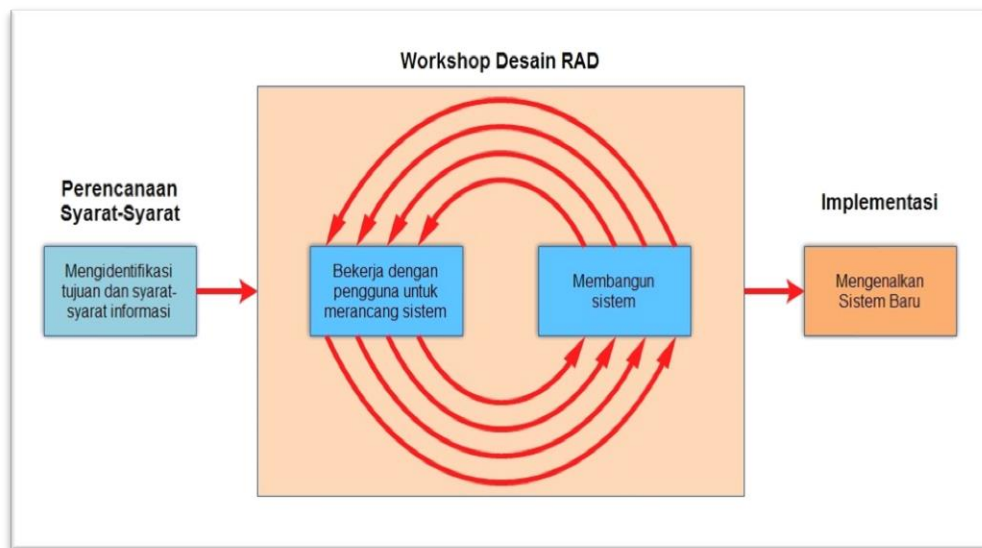 Workshop Desain RAD
Perencanaan
Syarat-Syarat
Mengidentifikasi
tujuan dan syarat-
syarat informasi
Bekerja dengan
pengguna untuk
merancang sistem
Membangun
sistem
Implementasi
Mengenalkan
Sistem Baru